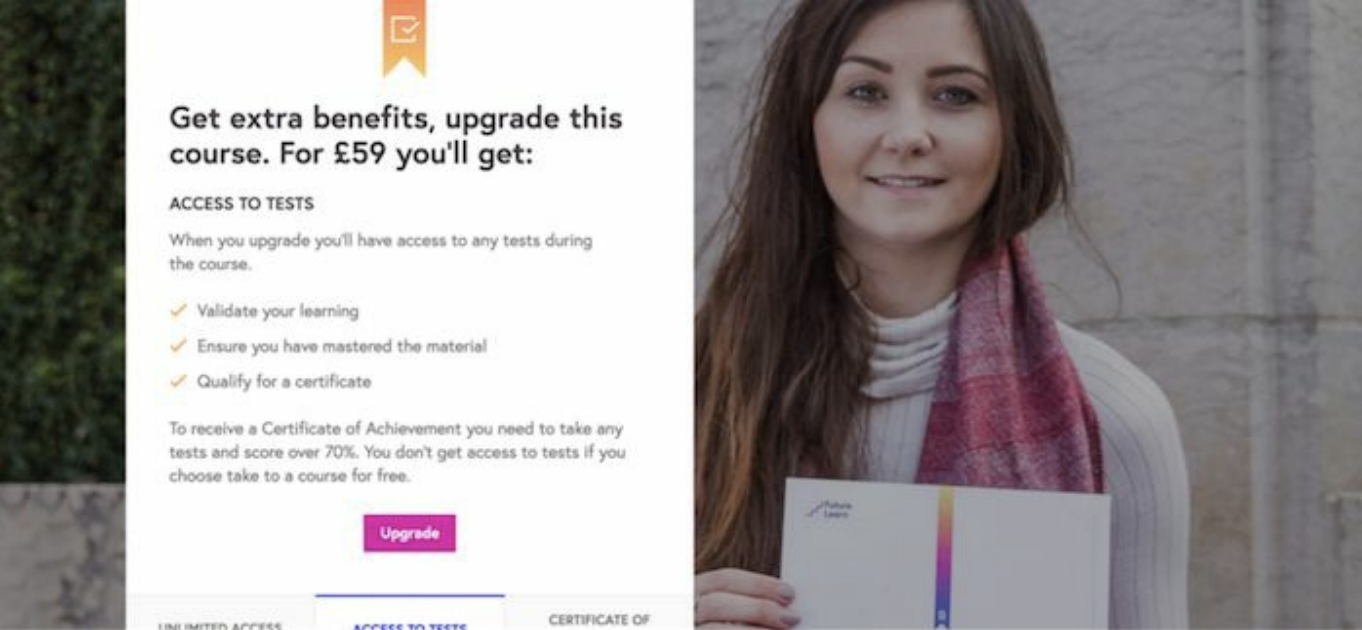 Get extra benefits, upgrade this
course. For £59 you'll get:
ACCESS TO TESTS
When you upgrade you'll have access to any tests during
the course.
Validate your learning
Ensure you have mastered the material
Qualify for a certificate
To receive a Certificate of Achievement you need to take any
tests and score over 70%. You don't get access to tests if you
choose take to a course for free.
Upgrade
UNLIMITED ACCESS
ACCESS TO TESTS
CERTIFICATE OF
Future
Learn